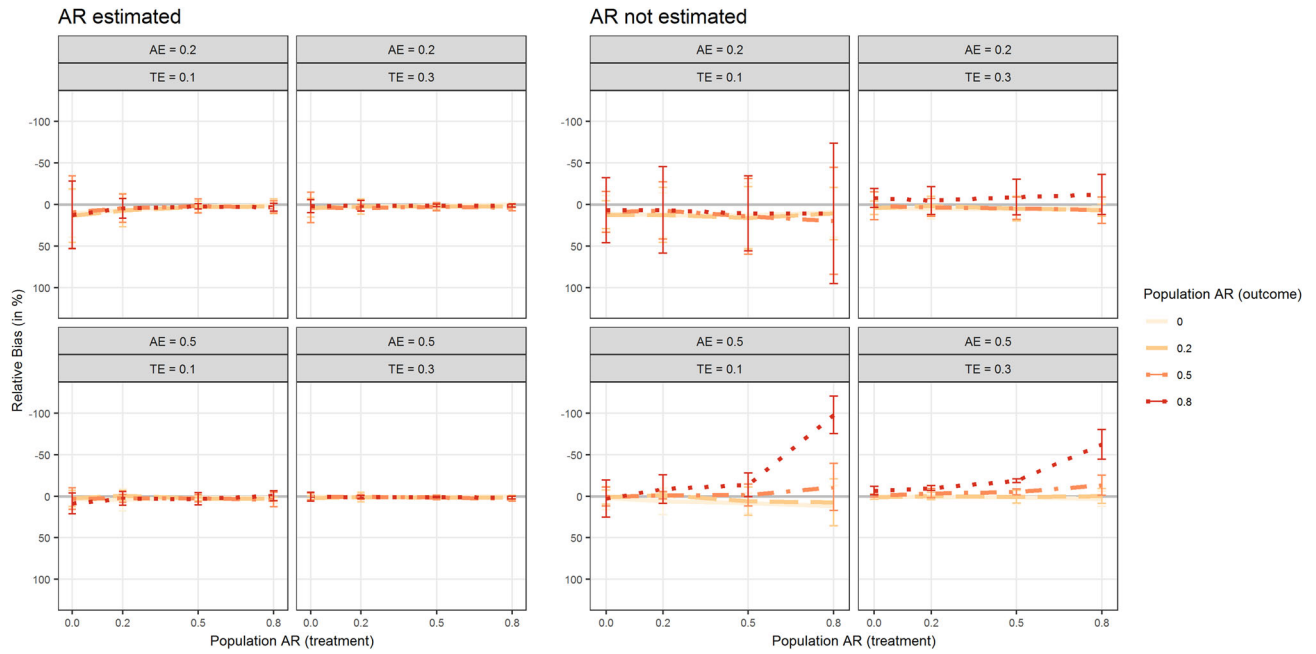 AR estimated
AE = 0.2
AE = 0.2
TE = 0.1
TE = 0.3
-100
-50
0
50
100
AE = 0.5
AE = 0.5
TE = 0.1
TE = 0.3
-100
-50
0
50
100
0.0
0.2
0.5
0.8
0.0
0.2
0.5
0.8
Relative Bias (in %)
Population AR (treatment)
AR not estimated
AE = 0.2
AE = 0.2
TE = 0.1
TE = 0.3
-100
-50
0
50
100
AE = 0.5
AE = 0.5
TE = 0.1
TE = 0.3
-100
-50
0
50
100
0.0
0.2
0.5
0.8
0.0
0.2
0.5
0.8
Population AR (treatment)
Population AR (outcome)
0
0.2
0.5
0.8